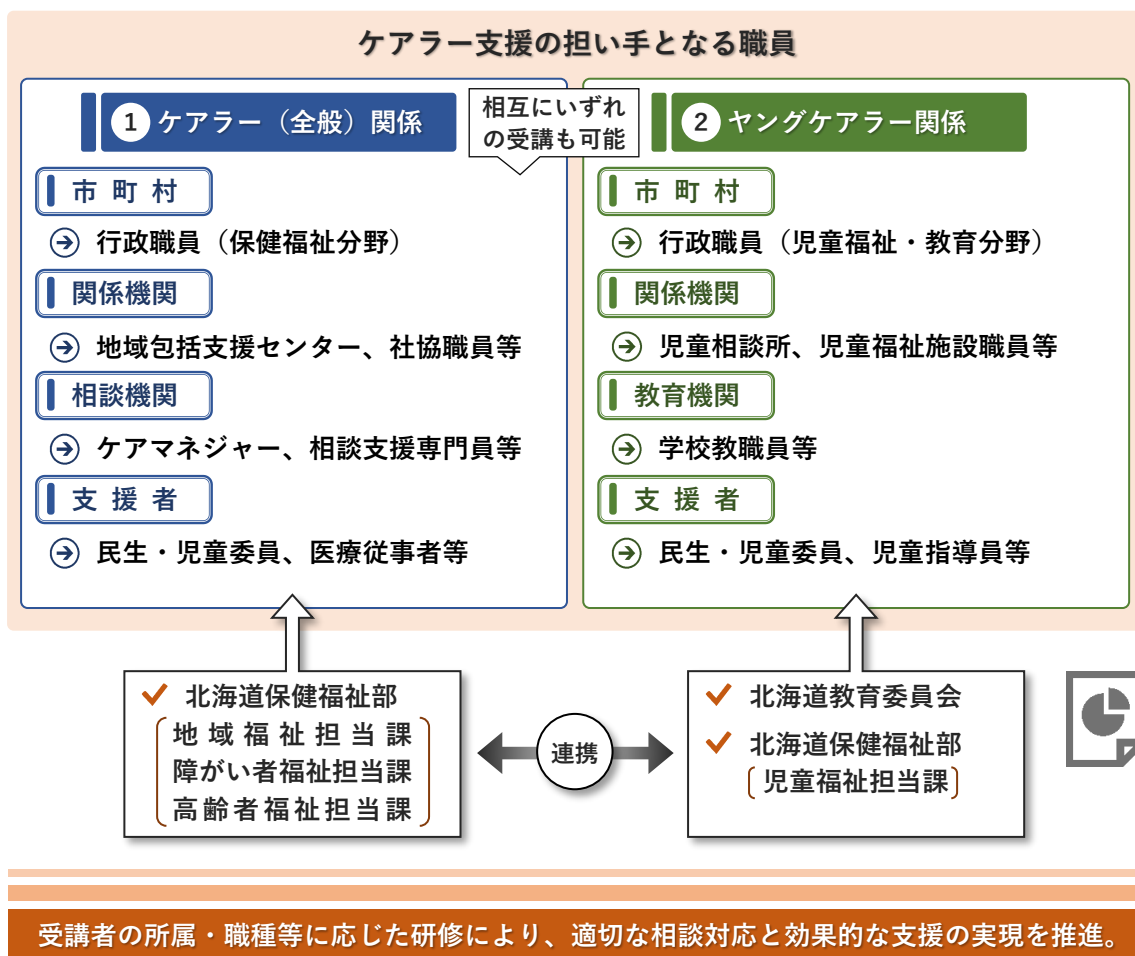 ケアラー支援の担い手となる職員
1 ケアラー（全般）関係
相互にいずれ
の受講も可能
市町村
行政職員（保健福祉分野）
関係機関
地域包括支援センター、社協職員等
相談機関
ケアマネジャー、相談支援専門員等
支援者
民生・児童委員、医療従事者等
2 ヤングケアラー関係
市町村
行政職員（児童福祉・教育分野）
関係機関
児童相談所、児童福祉施設職員等
教育機関
学校教職員等
支援者
民生・児童委員、児童指導員等
北海道保健福祉部
地域福祉担当課
障がい者福祉担当課
高齢者福祉担当課
連携
北海道教育委員会
北海道保健福祉部
児童福祉担当課
受講者の所属・職種等に応じた研修により、適切な相談対応と効果的な支援の実現を推進。